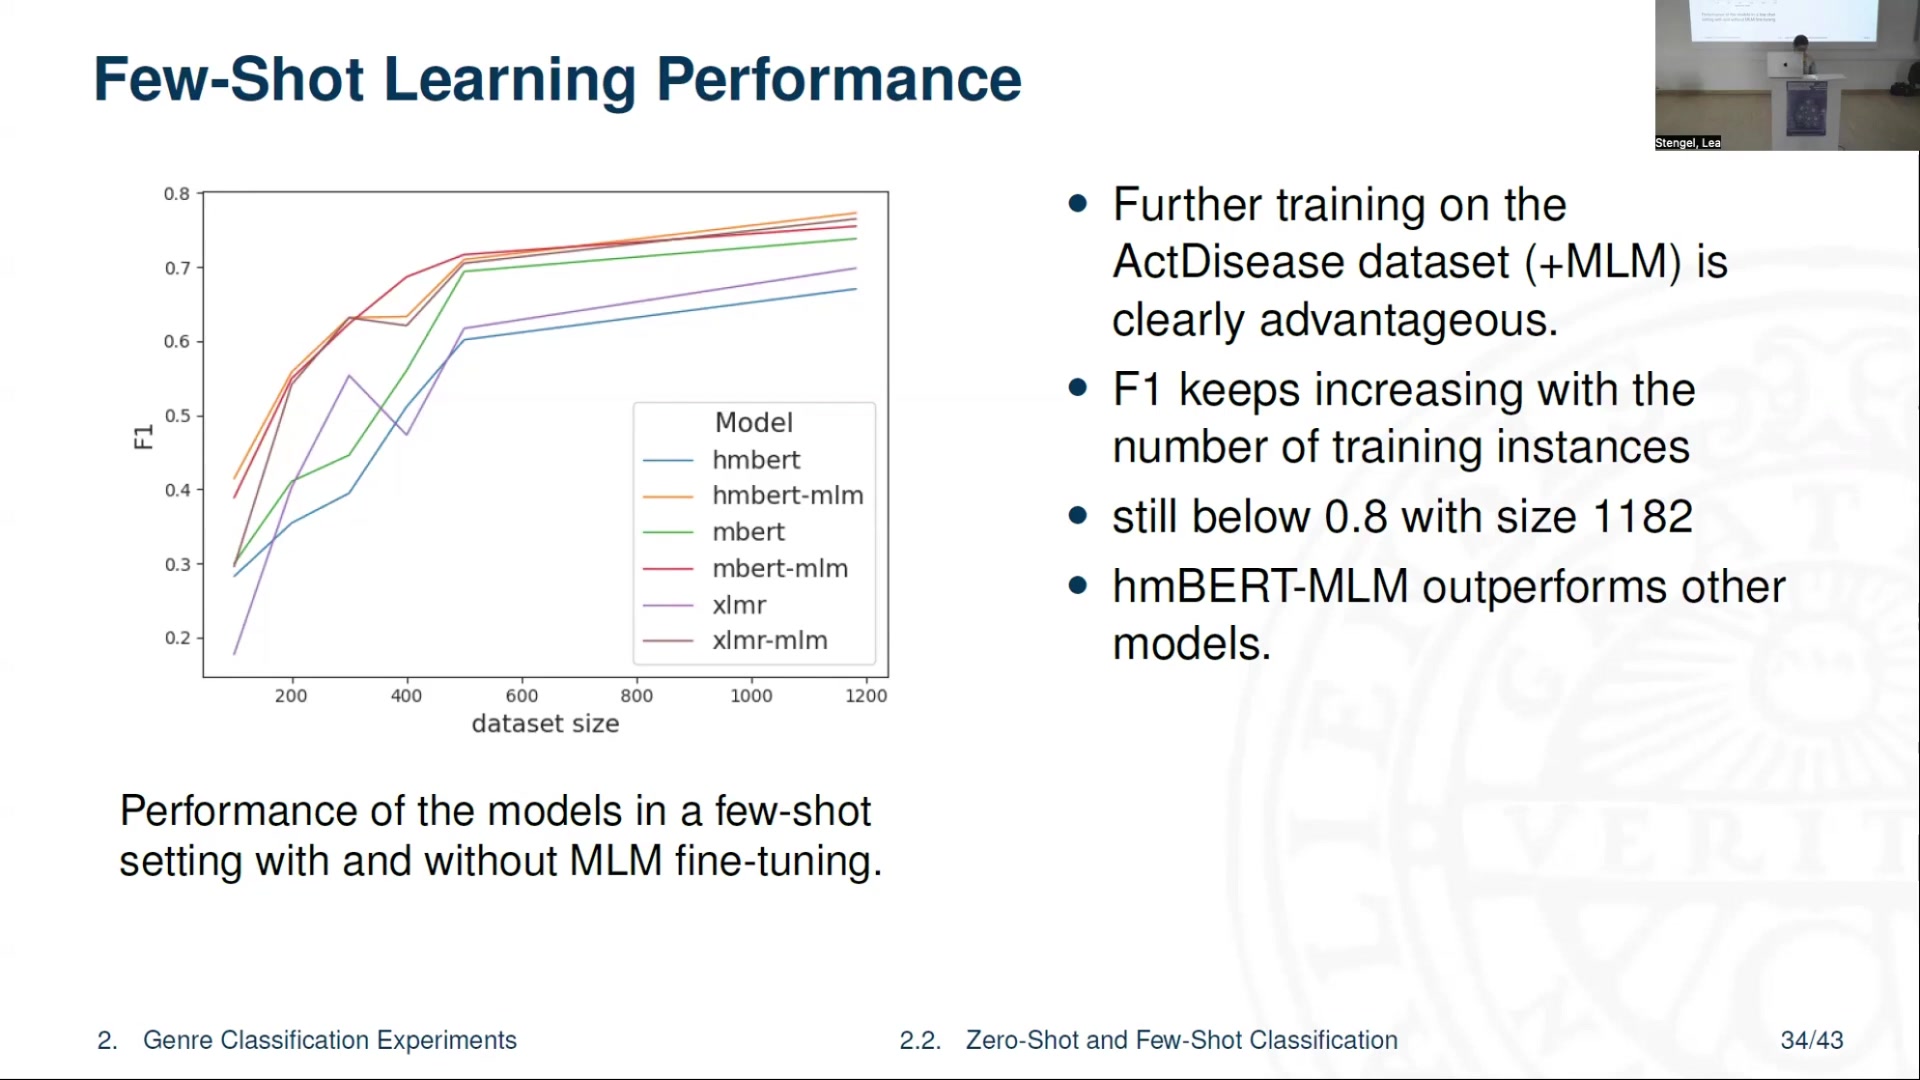 Few-Shot Learning Performance
Stengel, Lea
0.8
0.7
0.6
0.5
0.4
0.3
0.2
F1
200
400
600
800
1000
1200
dataset size
Model
hmbert
hmbert-mlm
mbert
mbert-mlm
xlmr
xlmr-mlm
Performance of the models in a few-shot
setting with and without MLM fine-tuning.
• Further training on the
ActDisease dataset (+MLM) is
clearly advantageous.
• F1 keeps increasing with the
number of training instances
• still below 0.8 with size 1182
• hmBERT-MLM outperforms other
models.
VERIT
2. Genre Classification Experiments
2.2. Zero-Shot and Few-Shot Classification
34/43